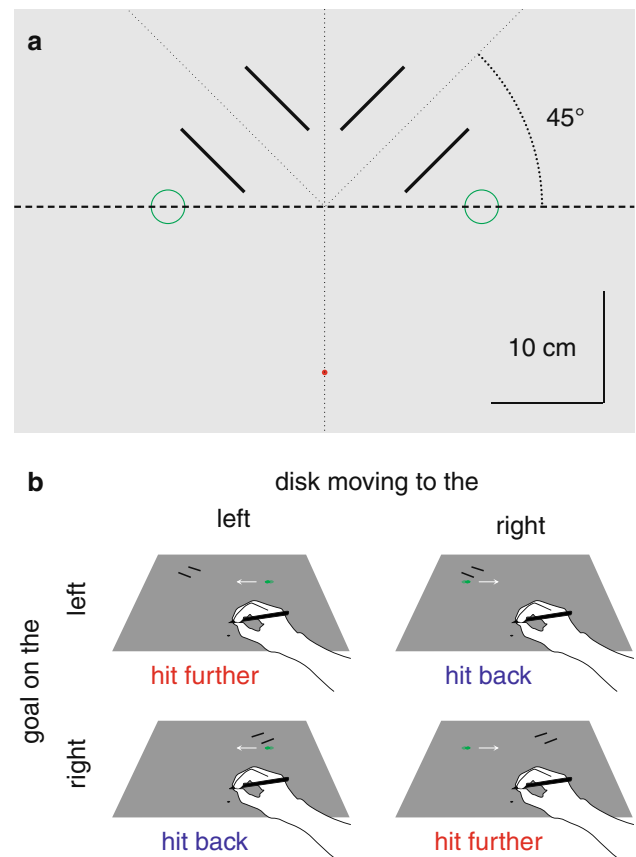 a
45°
10 cm
b
disk moving to the
left
right
goal on the
left
hit further
hit back
right
hit back
hit further